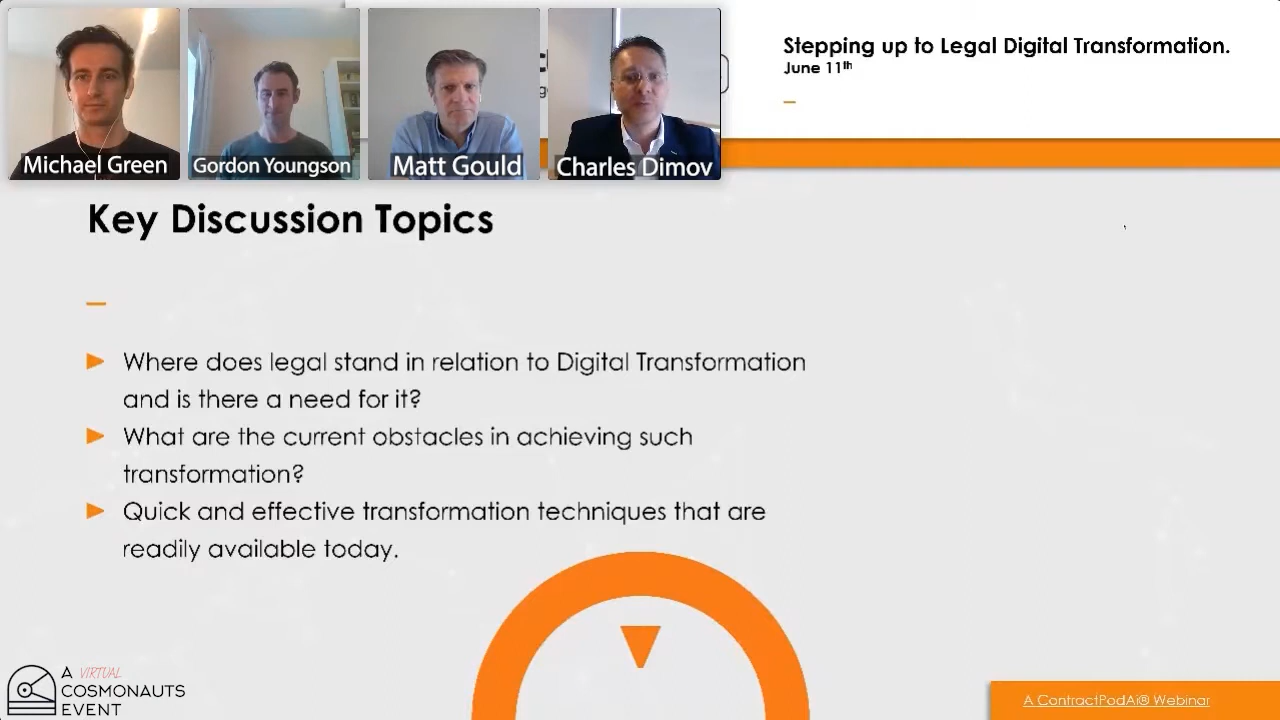 Michael Green
Gordon Youngson
Matt Gould
Charles Dimov
Stepping up to Legal Digital Transformation.
June 11th
Key Discussion Topics
Where does legal stand in relation to Digital Transformation
and is there a need for it?
What are the current obstacles in achieving such
transformation?
Quick and effective transformation techniques that are
readily available today.
A VIRTUAL
COSMONAUTS
EVENT
A ContractPodAi® Webinar